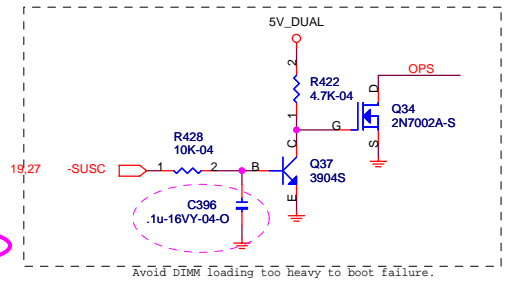 5V_DUAL
2
R422
4.7K-04
1
OPS
D
G
Q34
2N7002A-S
S
R428
10K-04
19,27
-SUSC
1
2
B
C
Q37
3904S
E
C396
.1u-16VY-04-O
Avoid DIMM loading too heavy to boot failure.